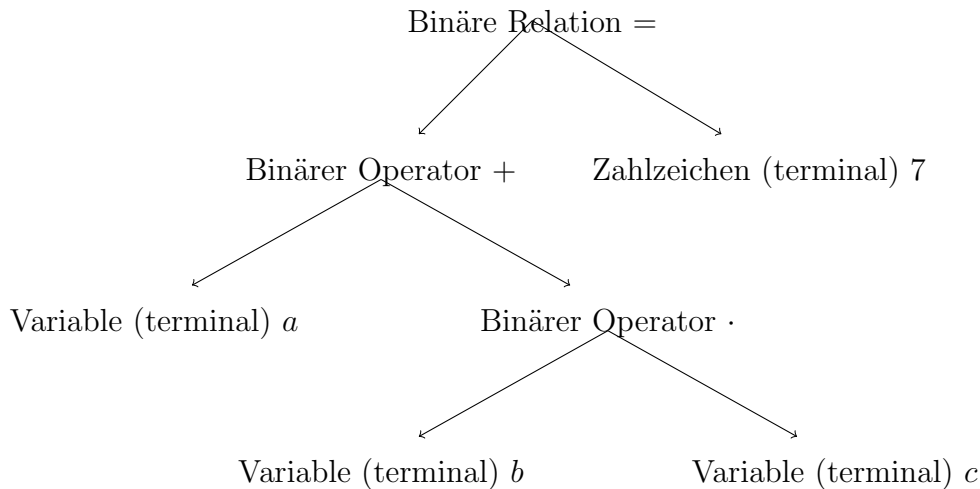 Binäre Relation =
Binärer Operator +
Zahlzeichen (terminal) 7
Variable (terminal) a
Binärer Operator ·
Variable (terminal) b
Variable (terminal) c